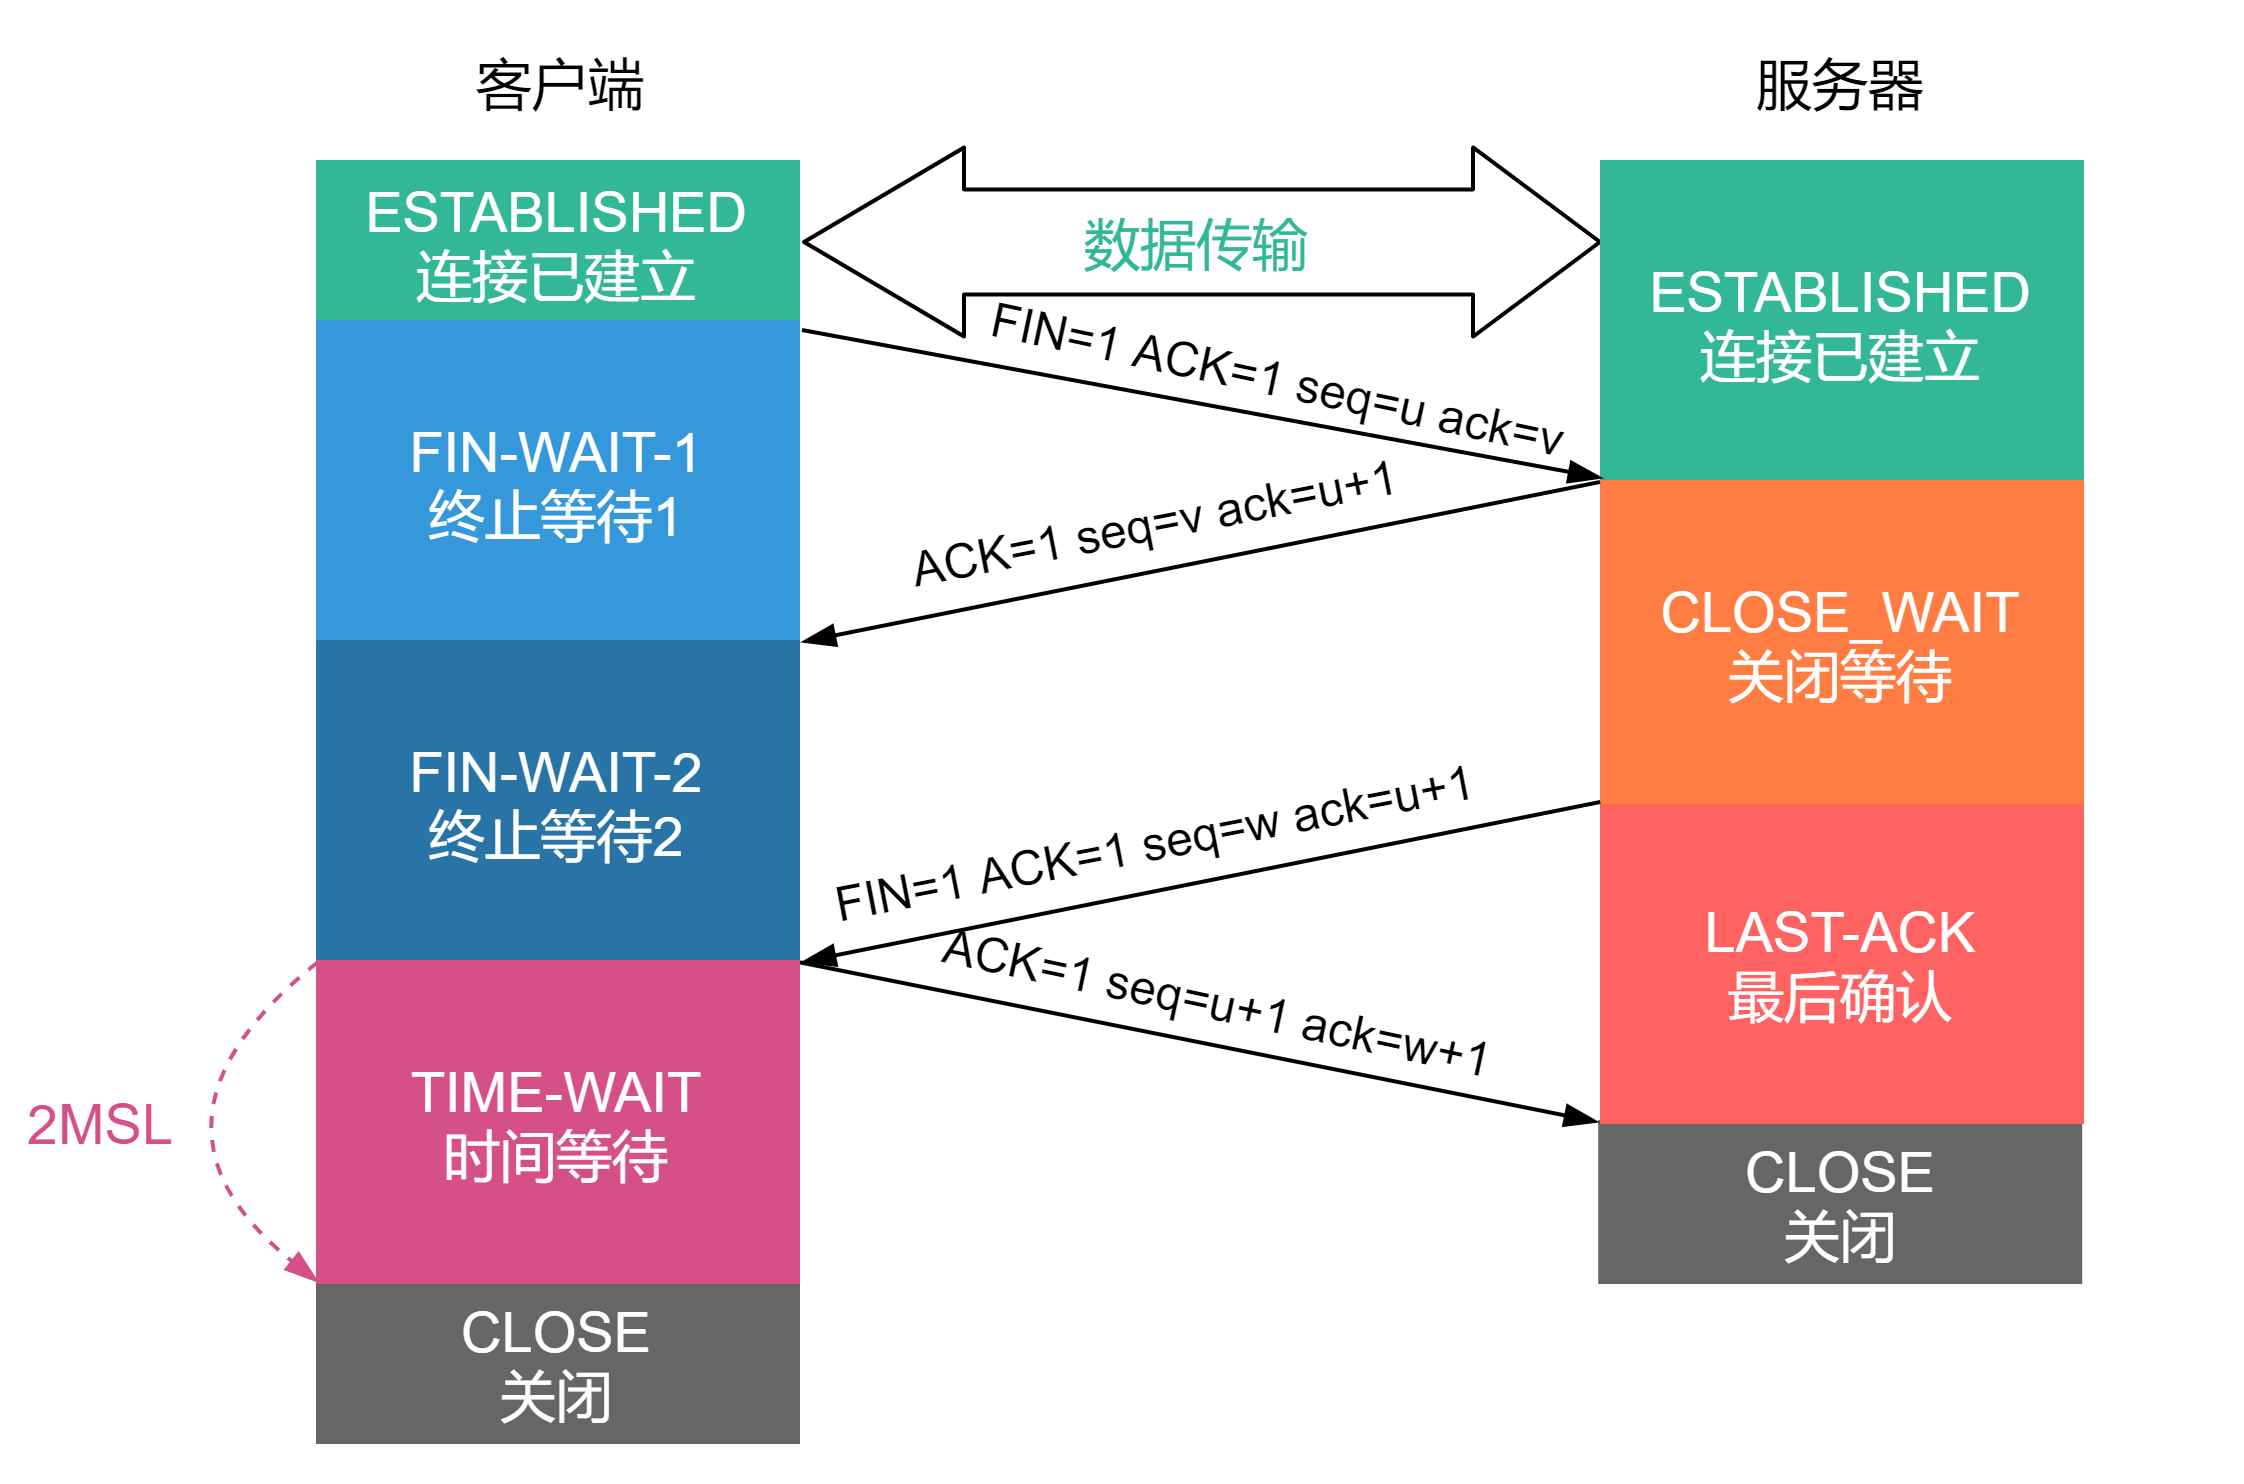 客户端
服务器
ESTABLISHED
连接已建立
数据传输
ESTABLISHED
连接已建立
FIN=1 ACK=1 seq=u ack=v
FIN-WAIT-1
终止等待1
ACK=1 seq=v ack=u+1
CLOSE_WAIT
关闭等待
FIN-WAIT-2
终止等待2
FIN=1 ACK=1 seq=w ack=u+1
LAST-ACK
最后确认
ACK=1 seq=u+1 ack=w+1
2MSL
TIME-WAIT
时间等待
CLOSE
关闭
CLOSE
关闭